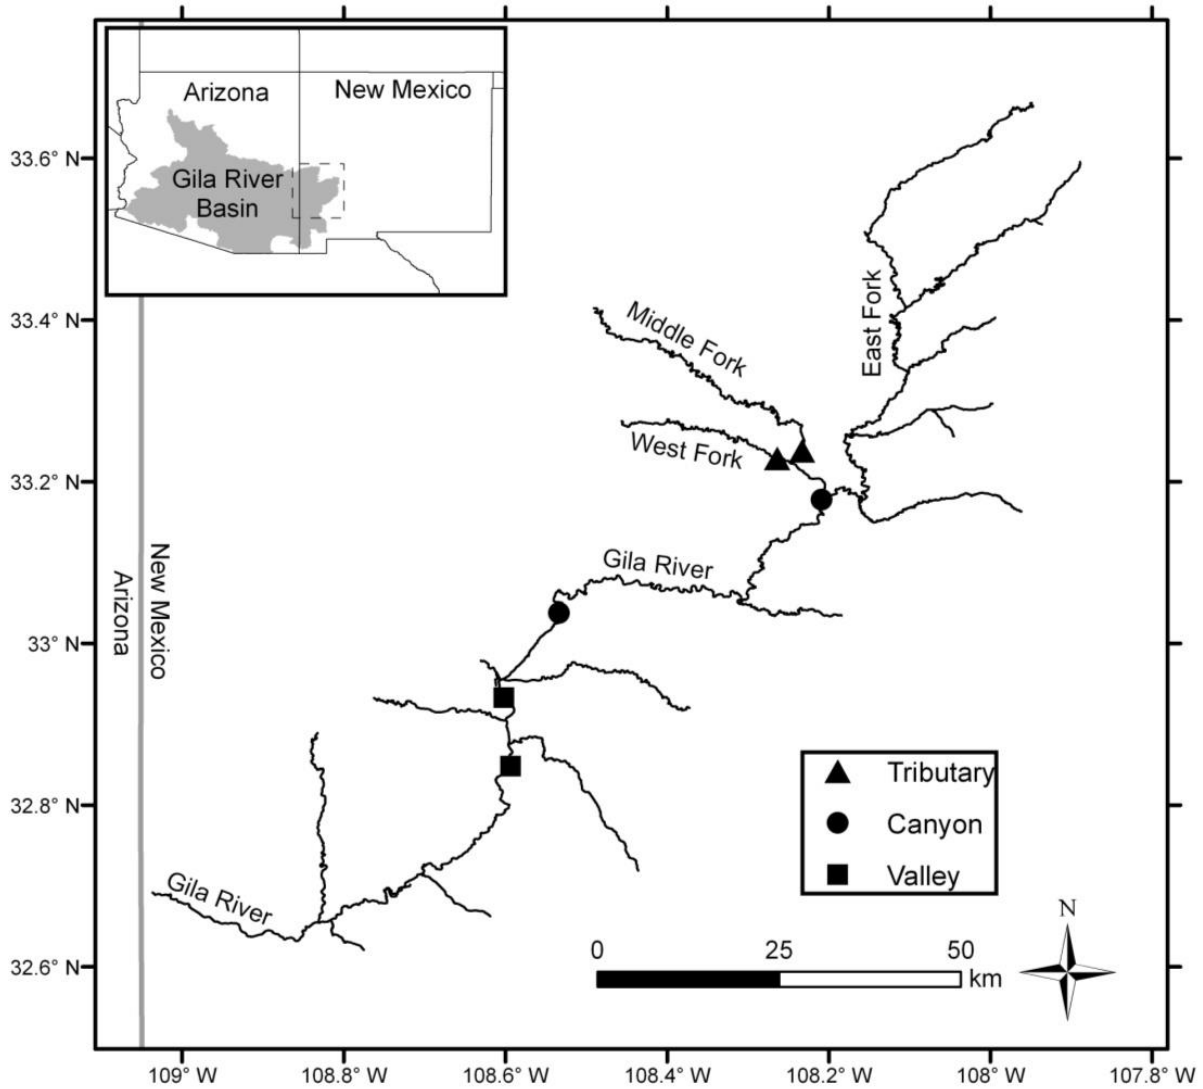 Arizona
New Mexico
Gila River
Basin
33.6° N
33.4° N
33.2° N
33° N
32.8° N
32.6° N
Middle Fork
East Fork
West Fork
Gila River
New Mexico
Arizona
Gila River
Tributary
Canyon
Valley
N
0 25 50
km
109° W 108.8° W 108.6° W 108.4° W 108.2° W 108° W 107.8° W